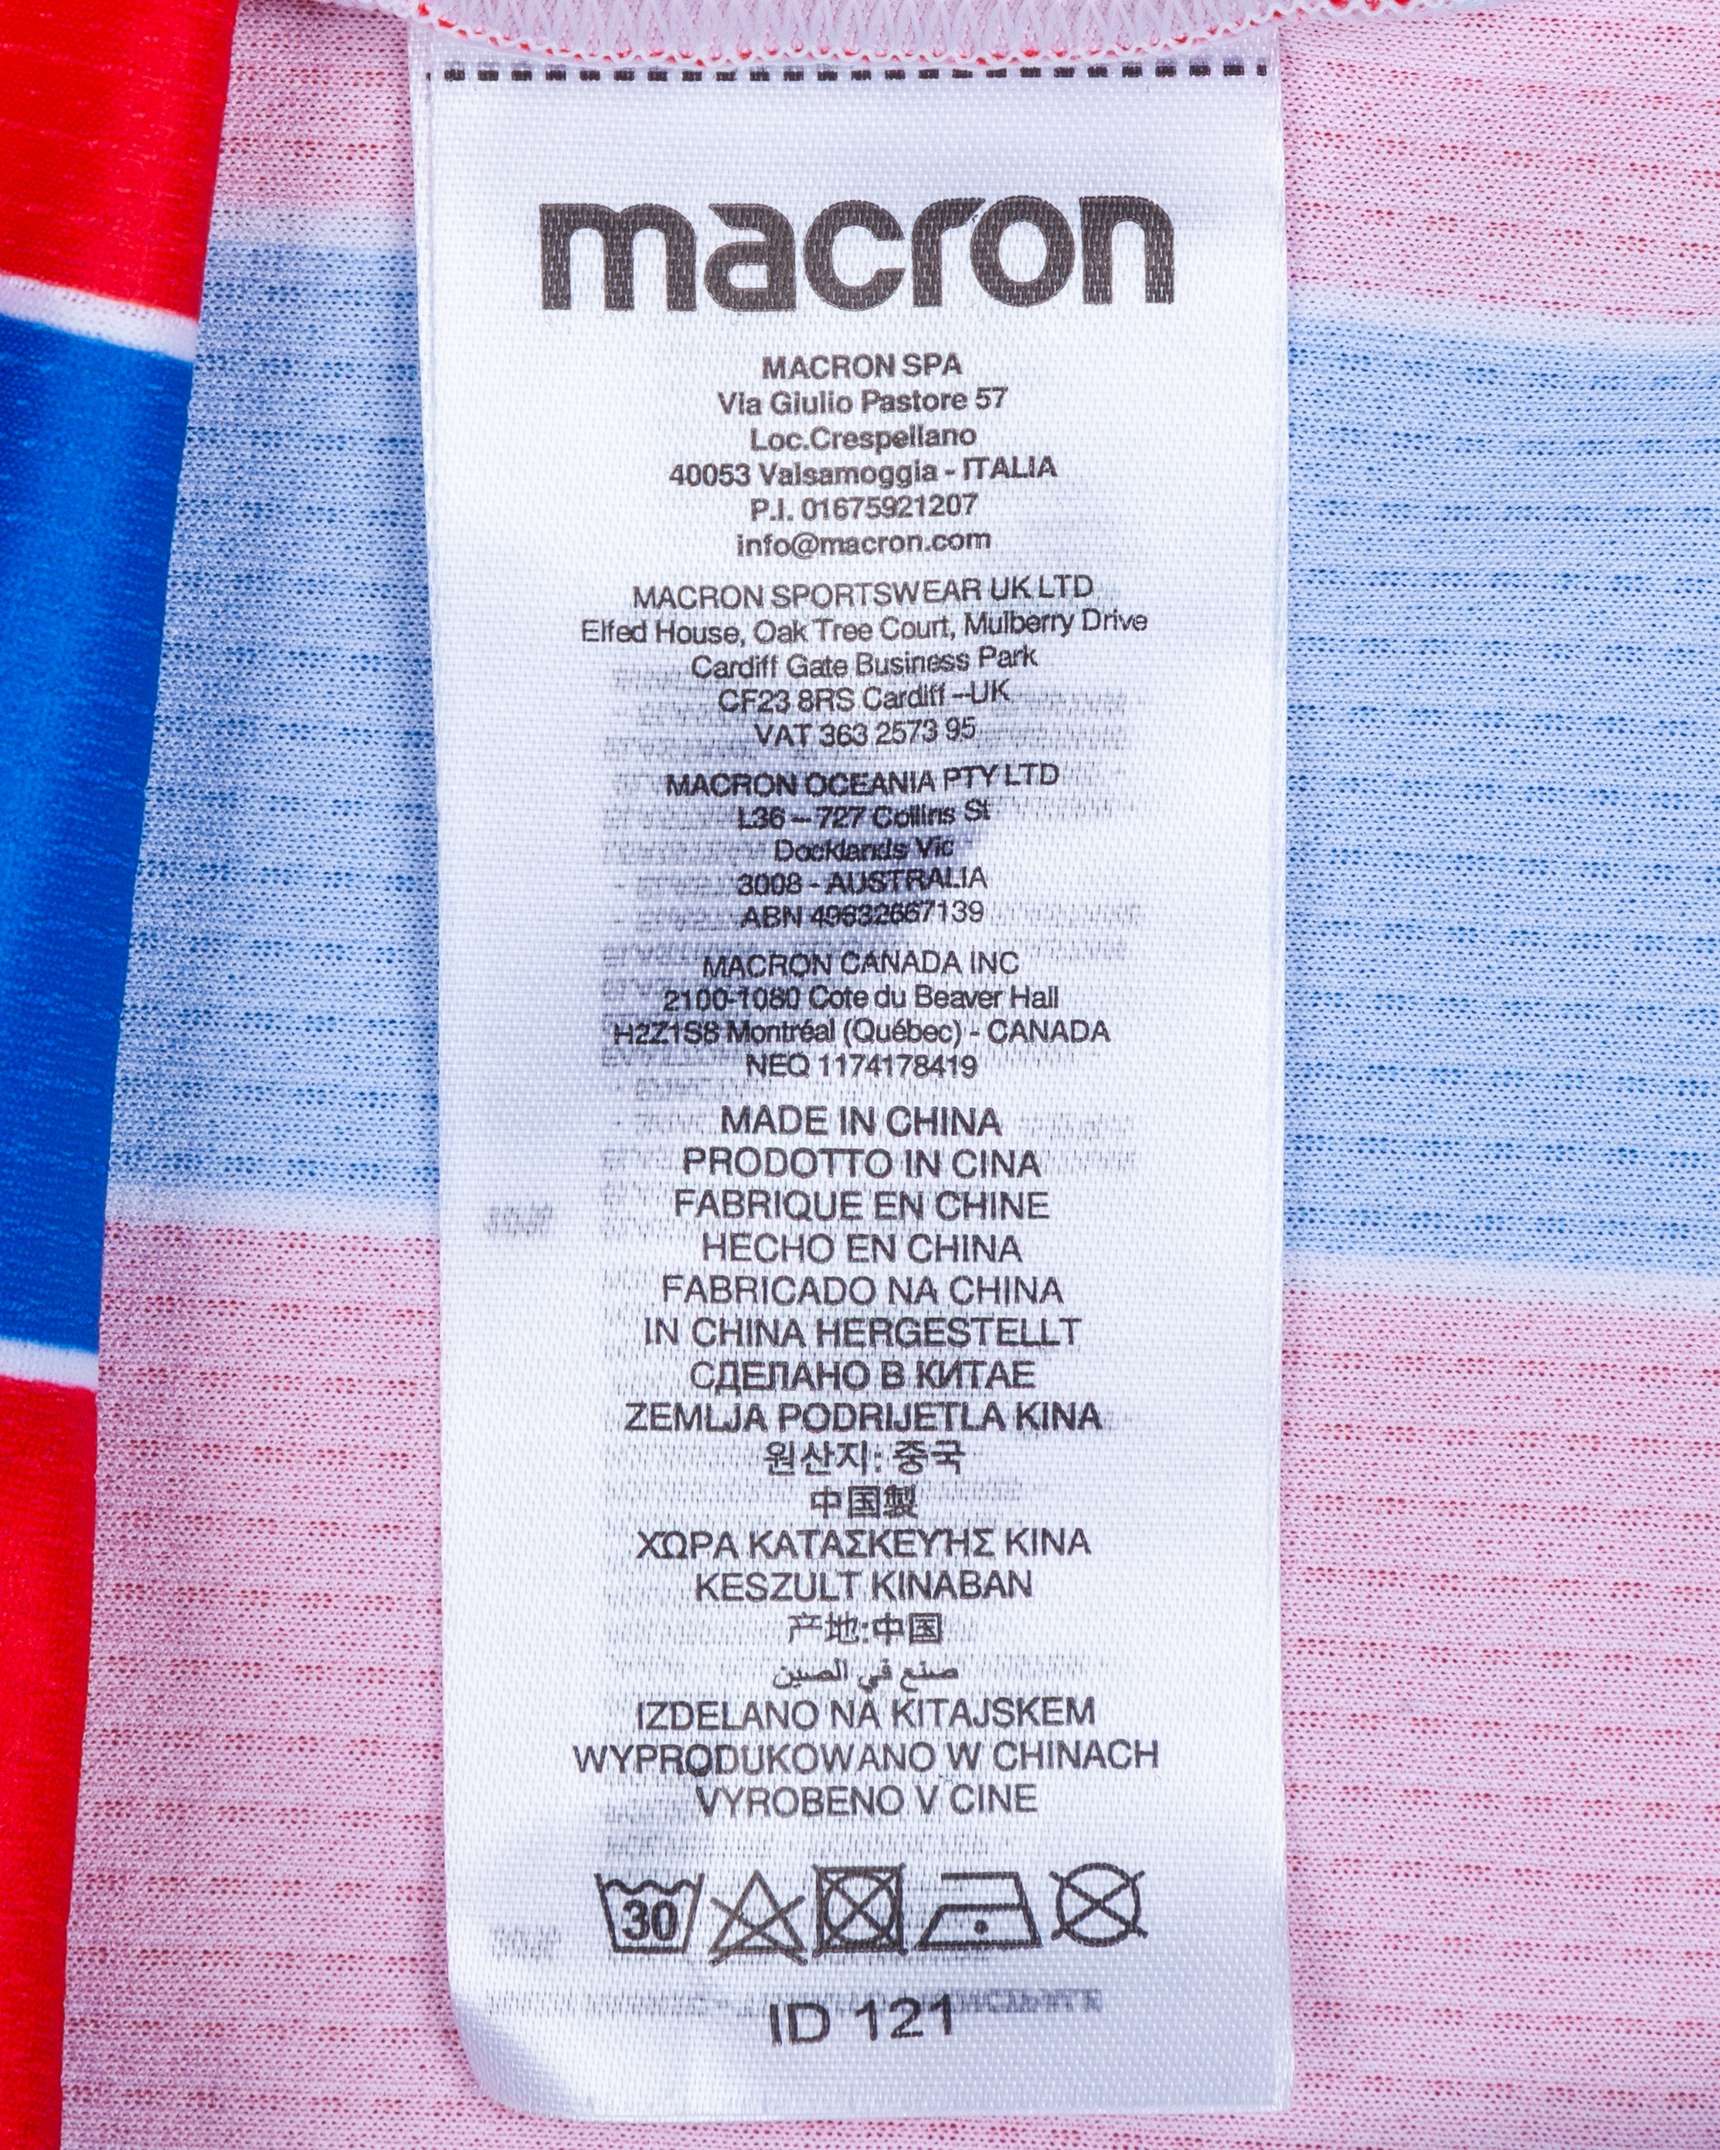 macron
MACRON SPA
Via Giulio Pastore 57
Loc.Crespellano
40053 Valsamoggia - ITALIA
P.I. 01675921207
info@macron.com
MACRON SPORTSWEAR UK LTD
Elfed House, Oak Tree Court, Mulberry Drive
Cardiff Gate Business Park
CF23 8RS Cardiff –UK
VAT 363 2573 95
MACRON OCEANIA PTY LTD
L36 – 727 Collins St
Docklands Vic
3008 - AUSTRALIA
ABN 49632667139
MACRON CANADA INC
2100-1080 Cote du Beaver Hall
H2Z1S8 Montréal (Québec) - CANADA
NEQ 1174178419
MADE IN CHINA
PRODOTTO IN CINA
FABRIQUE EN CHINE
HECHO EN CHINA
FABRICADO NA CHINA
IN CHINA HERGESTELLT
СДЕЛАНО В КИТАЕ
ZEMLJA PODRIJETLA KINA
원산지: 중국
中国製
ΧΩΡΑ ΚΑΤΑΣΚΕΥΉΣ ΚΙΝΑ
KESZULT KINABAN
产地:中国
صنع في الصين
IZDELANO NA KITAJSKEM
WYPRODUKOWANO W CHINACH
VYROBENO V CINE
30
ID 121